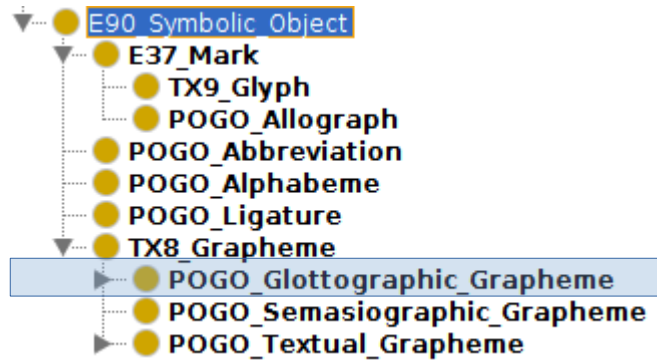 E90_Symbolic_Object
E37_Mark
TX9_Glyph
POGO_Allograph
POGO_Abbreviation
POGO_Alphabeme
POGO_Ligature
TX8_Grapheme
POGO_Glottographic_Grapheme
POGO_Semasiographic_Grapheme
POGO_Textual_Grapheme